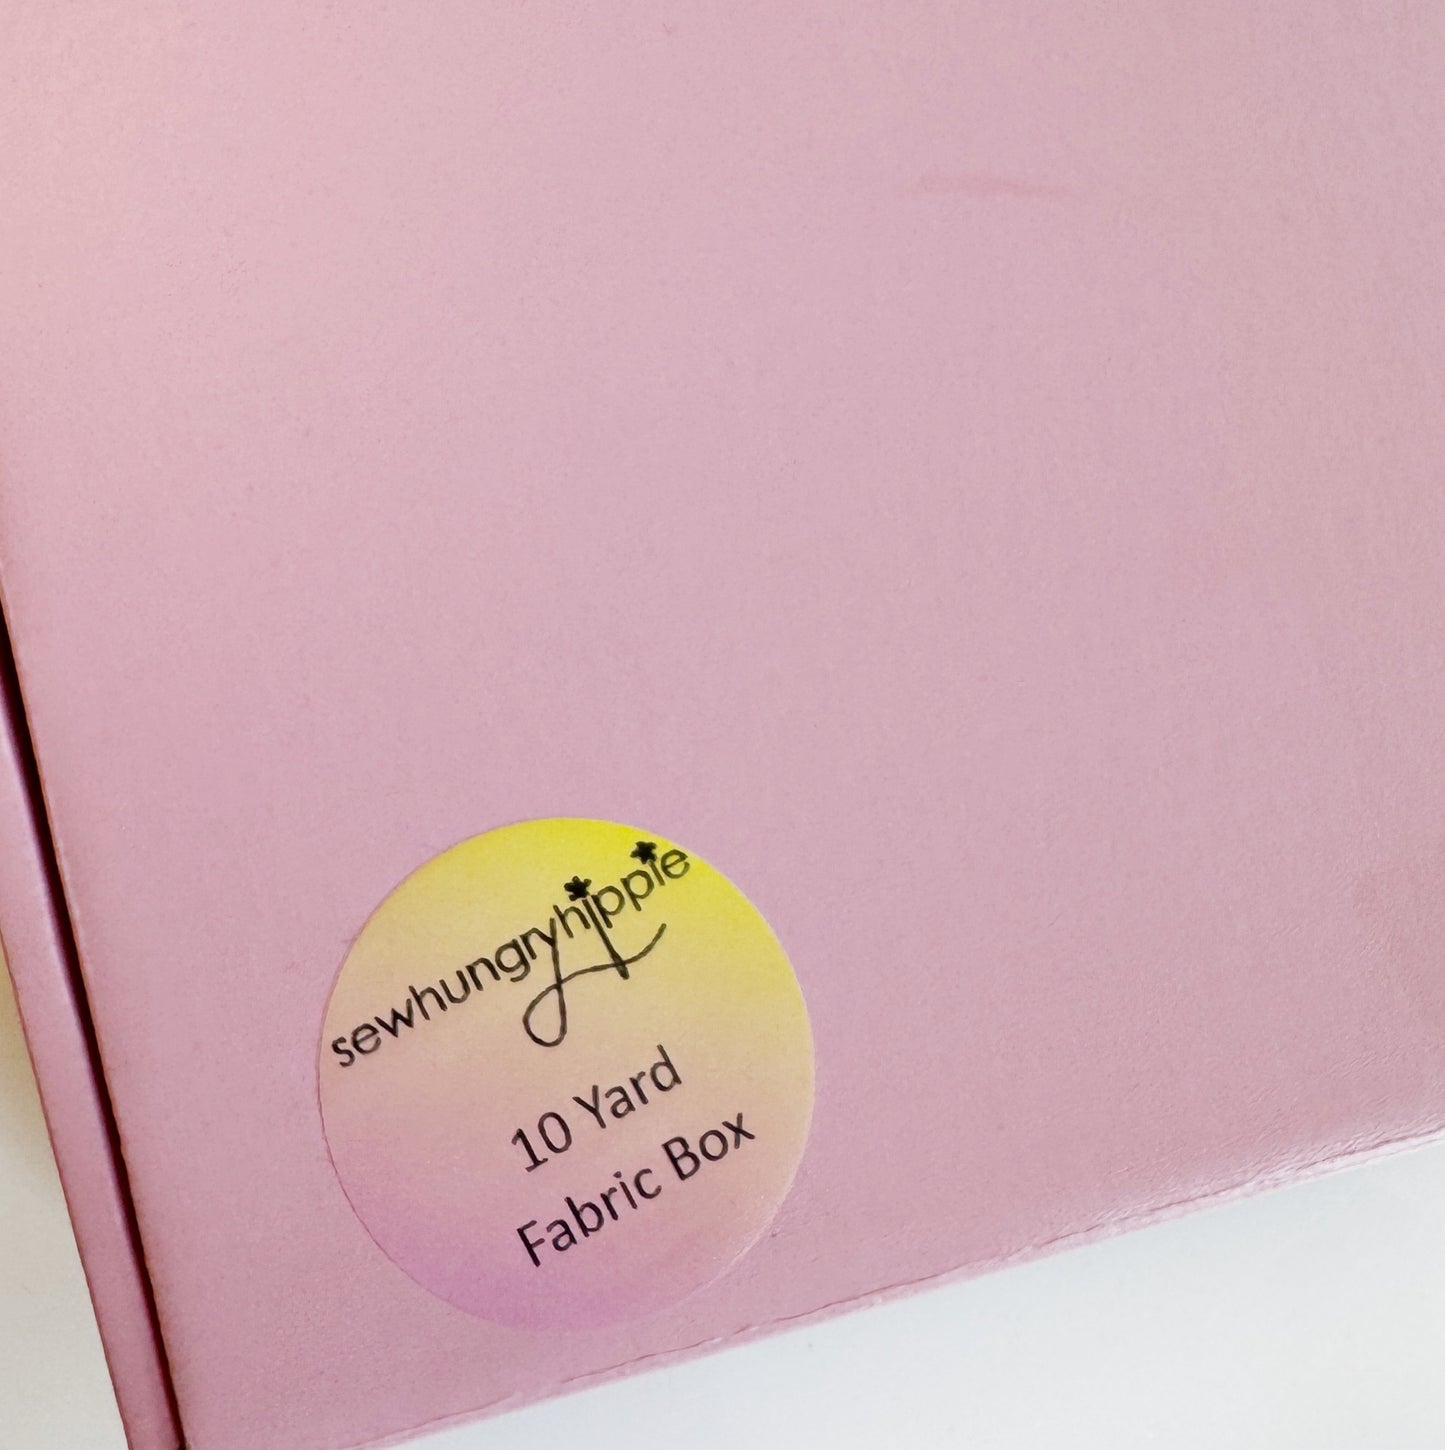 sewhungryhippie
10 Yard
Fabric Box